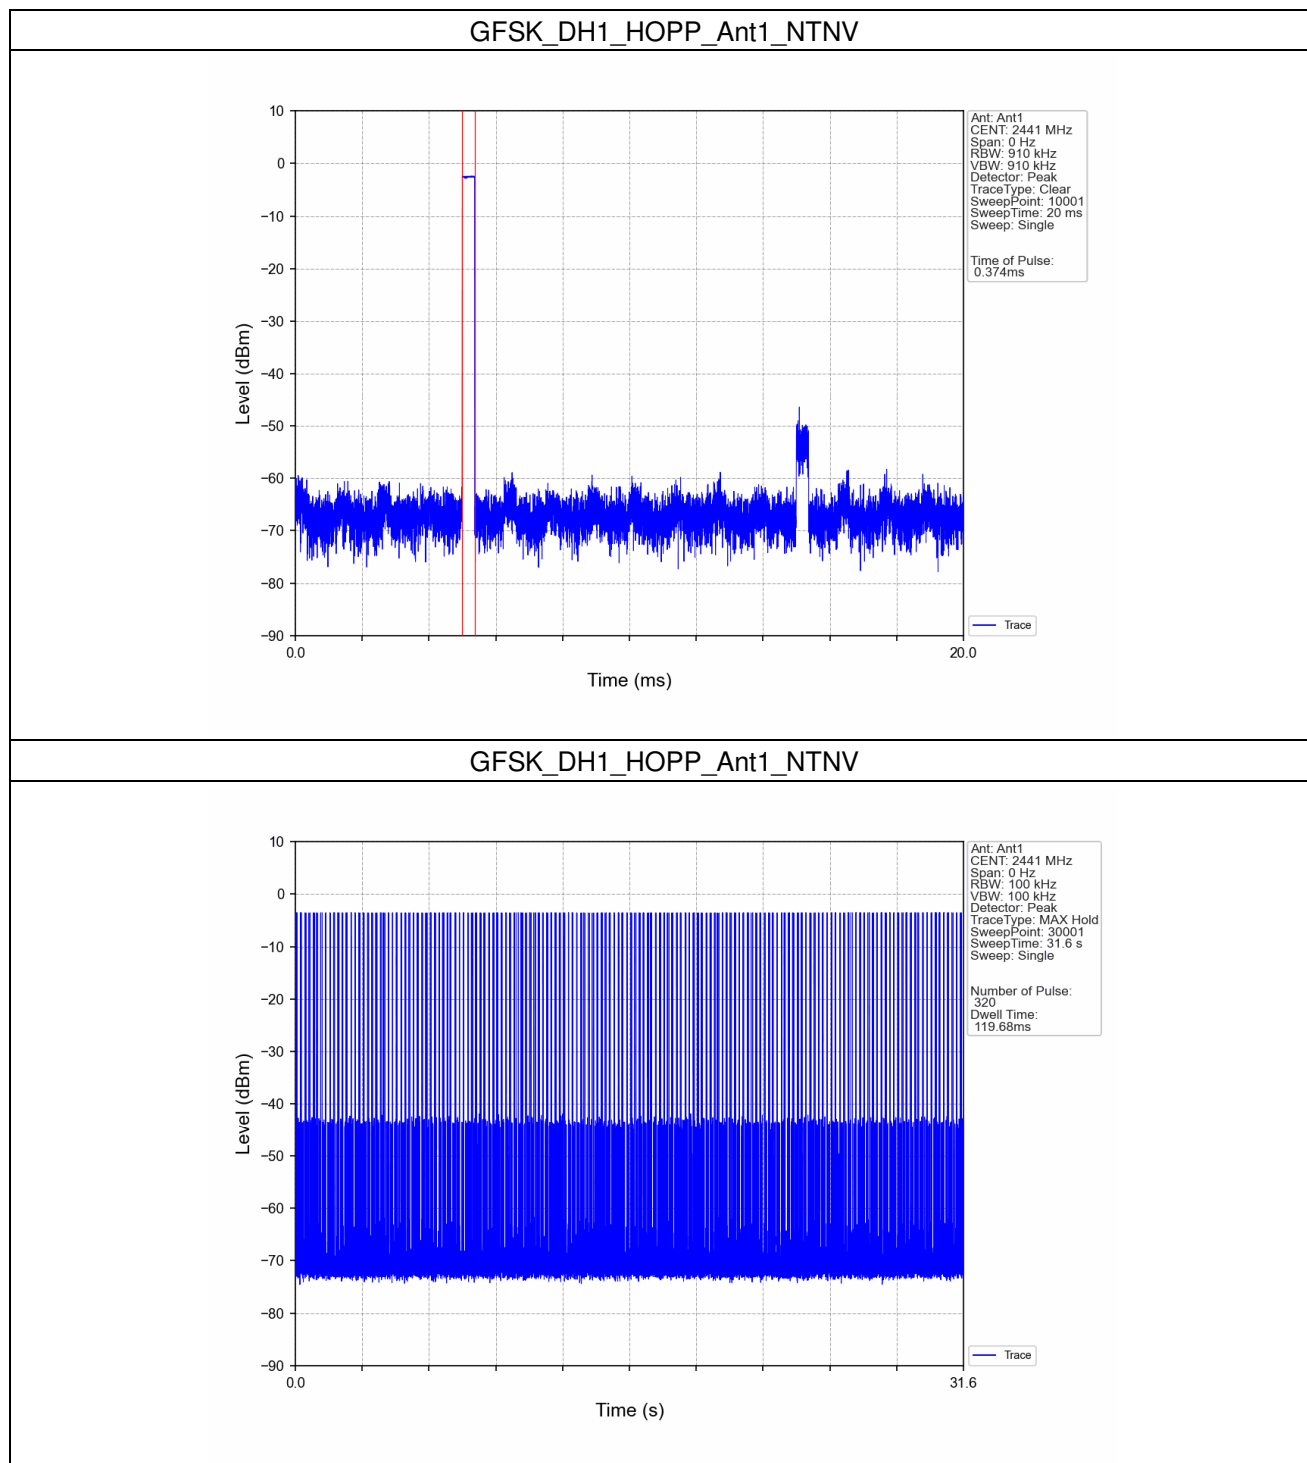 GFSK_DH1_HOPP_Ant1_NTNV
10
0
−10
−20
−30
−40
−50
−60
−70
−80
−90
Level (dBm)
0.0
20.0
Time (ms)
Ant: Ant1
CENT: 2441 MHz
Span: 0 Hz
RBW: 910 kHz
VBW: 910 kHz
Detector: Peak
TraceType: Clear
SweepPoint: 10001
SweepTime: 20 ms
Sweep: Single
Time of Pulse:
0.374ms
Trace
GFSK_DH1_HOPP_Ant1_NTNV
10
0
−10
−20
−30
−40
−50
−60
−70
−80
−90
Level (dBm)
0.0
31.6
Time (s)
Ant: Ant1
CENT: 2441 MHz
Span: 0 Hz
RBW: 100 kHz
VBW: 100 kHz
Detector: Peak
TraceType: MAX Hold
SweepPoint: 30001
SweepTime: 31.6 s
Sweep: Single
Number of Pulse:
320
Dwell Time:
119.68ms
Trace